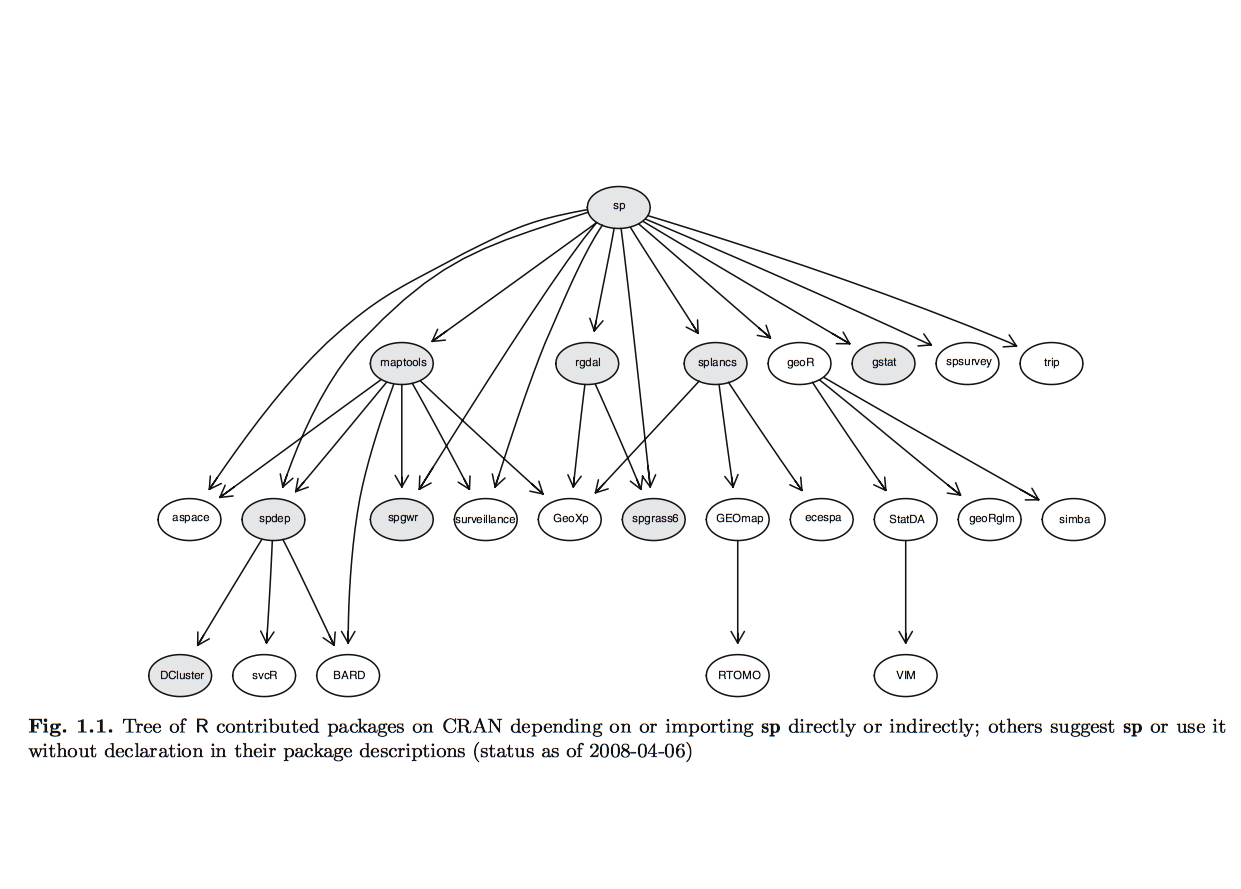 sp
maptools
rgdal
splancs
geoR
gstat
spsurvey
trip
aspace
spdep
spgwr
surveillance
GeoXp
spgrass6
GEOmap
ecespa
StatDA
geoRglm
simba
DCluster
svcR
BARD
RTOMO
VIM
Fig. 1.1. Tree of R contributed packages on CRAN depending on or importing sp directly or indirectly; others suggest sp or use it
without declaration in their package descriptions (status as of 2008-04-06)